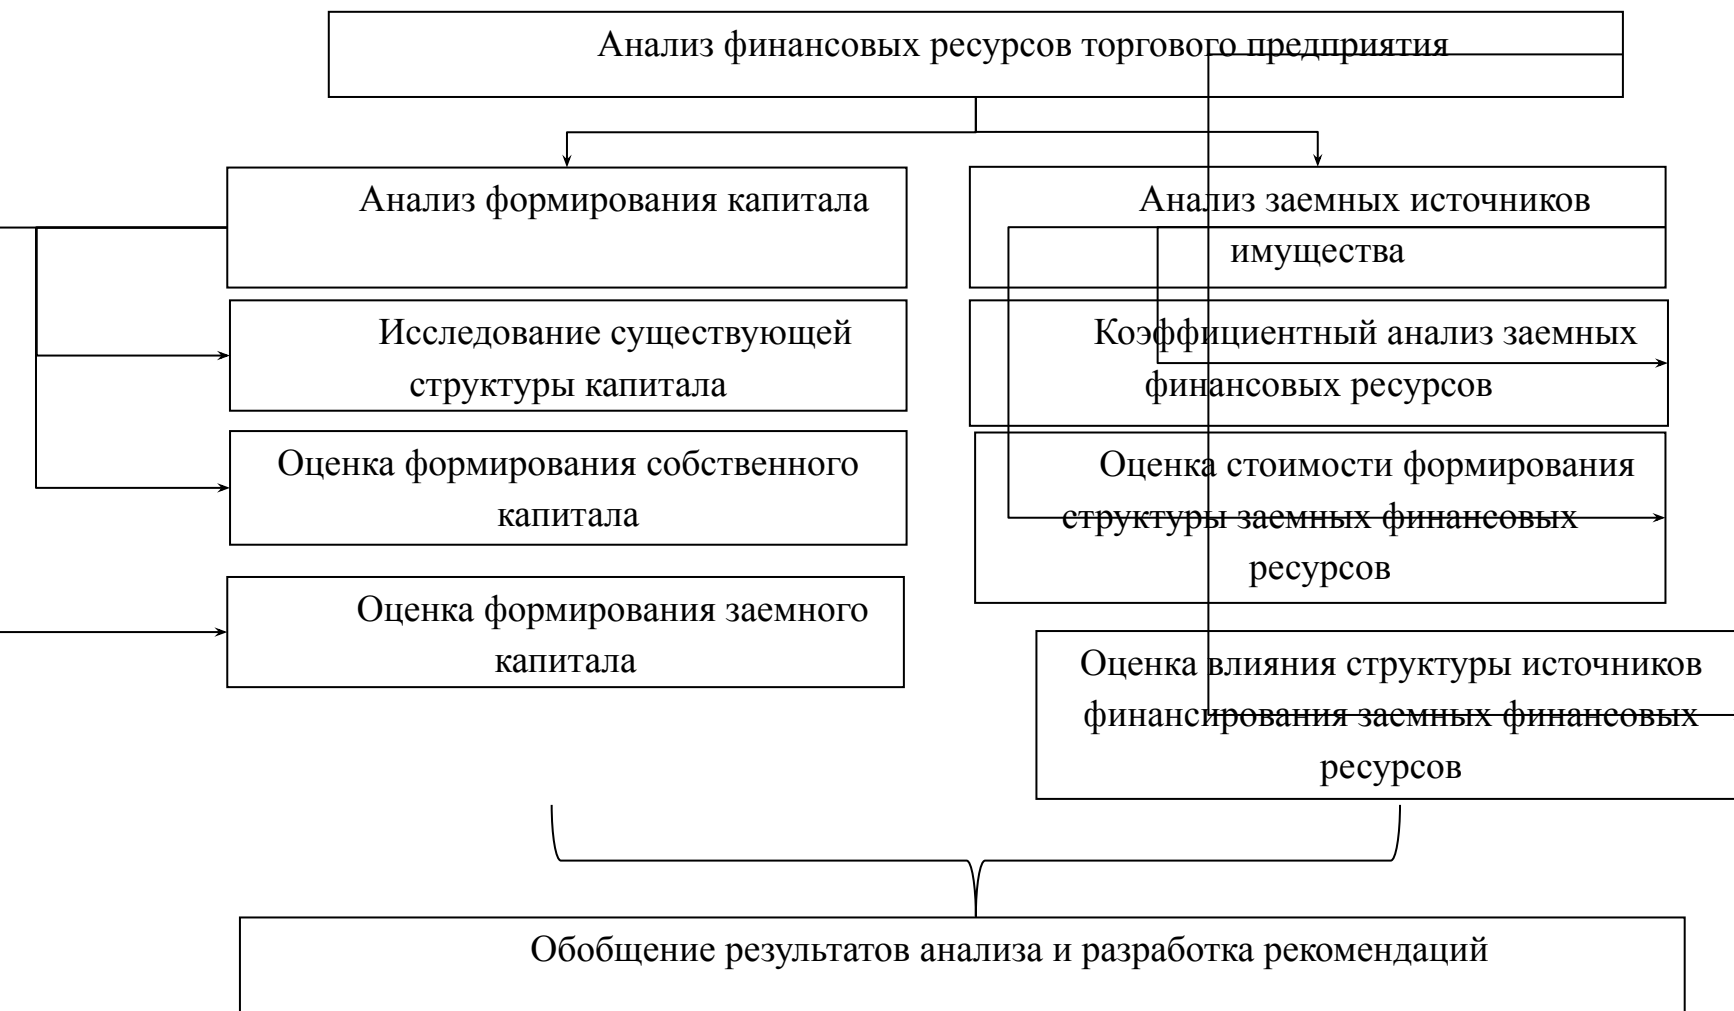 Анализ финансовых ресурсов торгового предприятия
Анализ формирования капитала
Анализ заемных источников
имущества
Исследование существующей
структуры капитала
Коэффициентный анализ заемных
финансовых ресурсов
Оценка формирования собственного
капитала
Оценка стоимости формирования
структуры заемных финансовых
ресурсов
Оценка формирования заемного
капитала
Оценка влияния структуры источников
финансирования заемных финансовых
ресурсов
Обобщение результатов анализа и разработка рекомендаций